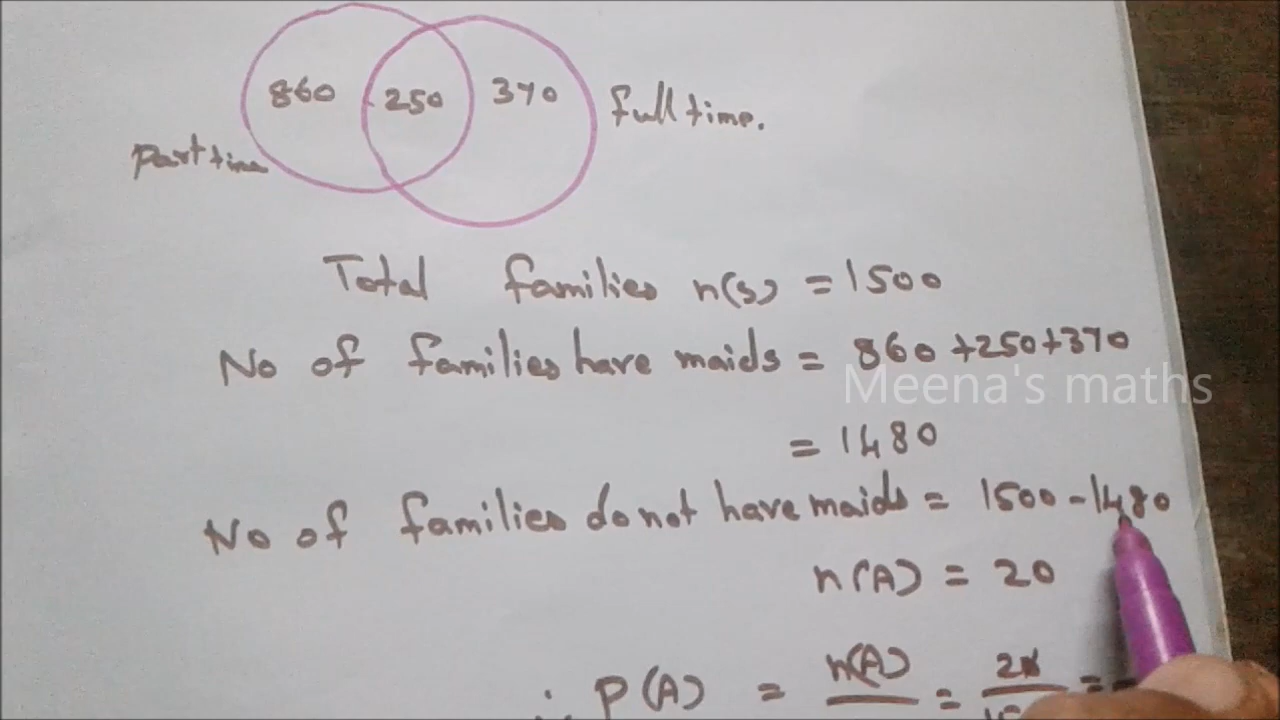 860 250 370 full time.
Part time
Total families n(s) = 1500
No of families have maids = 860 + 250 + 370
Meena's maths
= 1480
No of families do not have maids = 1500 - 1480
n(A) = 20
∴ P(A) = n(A) = =